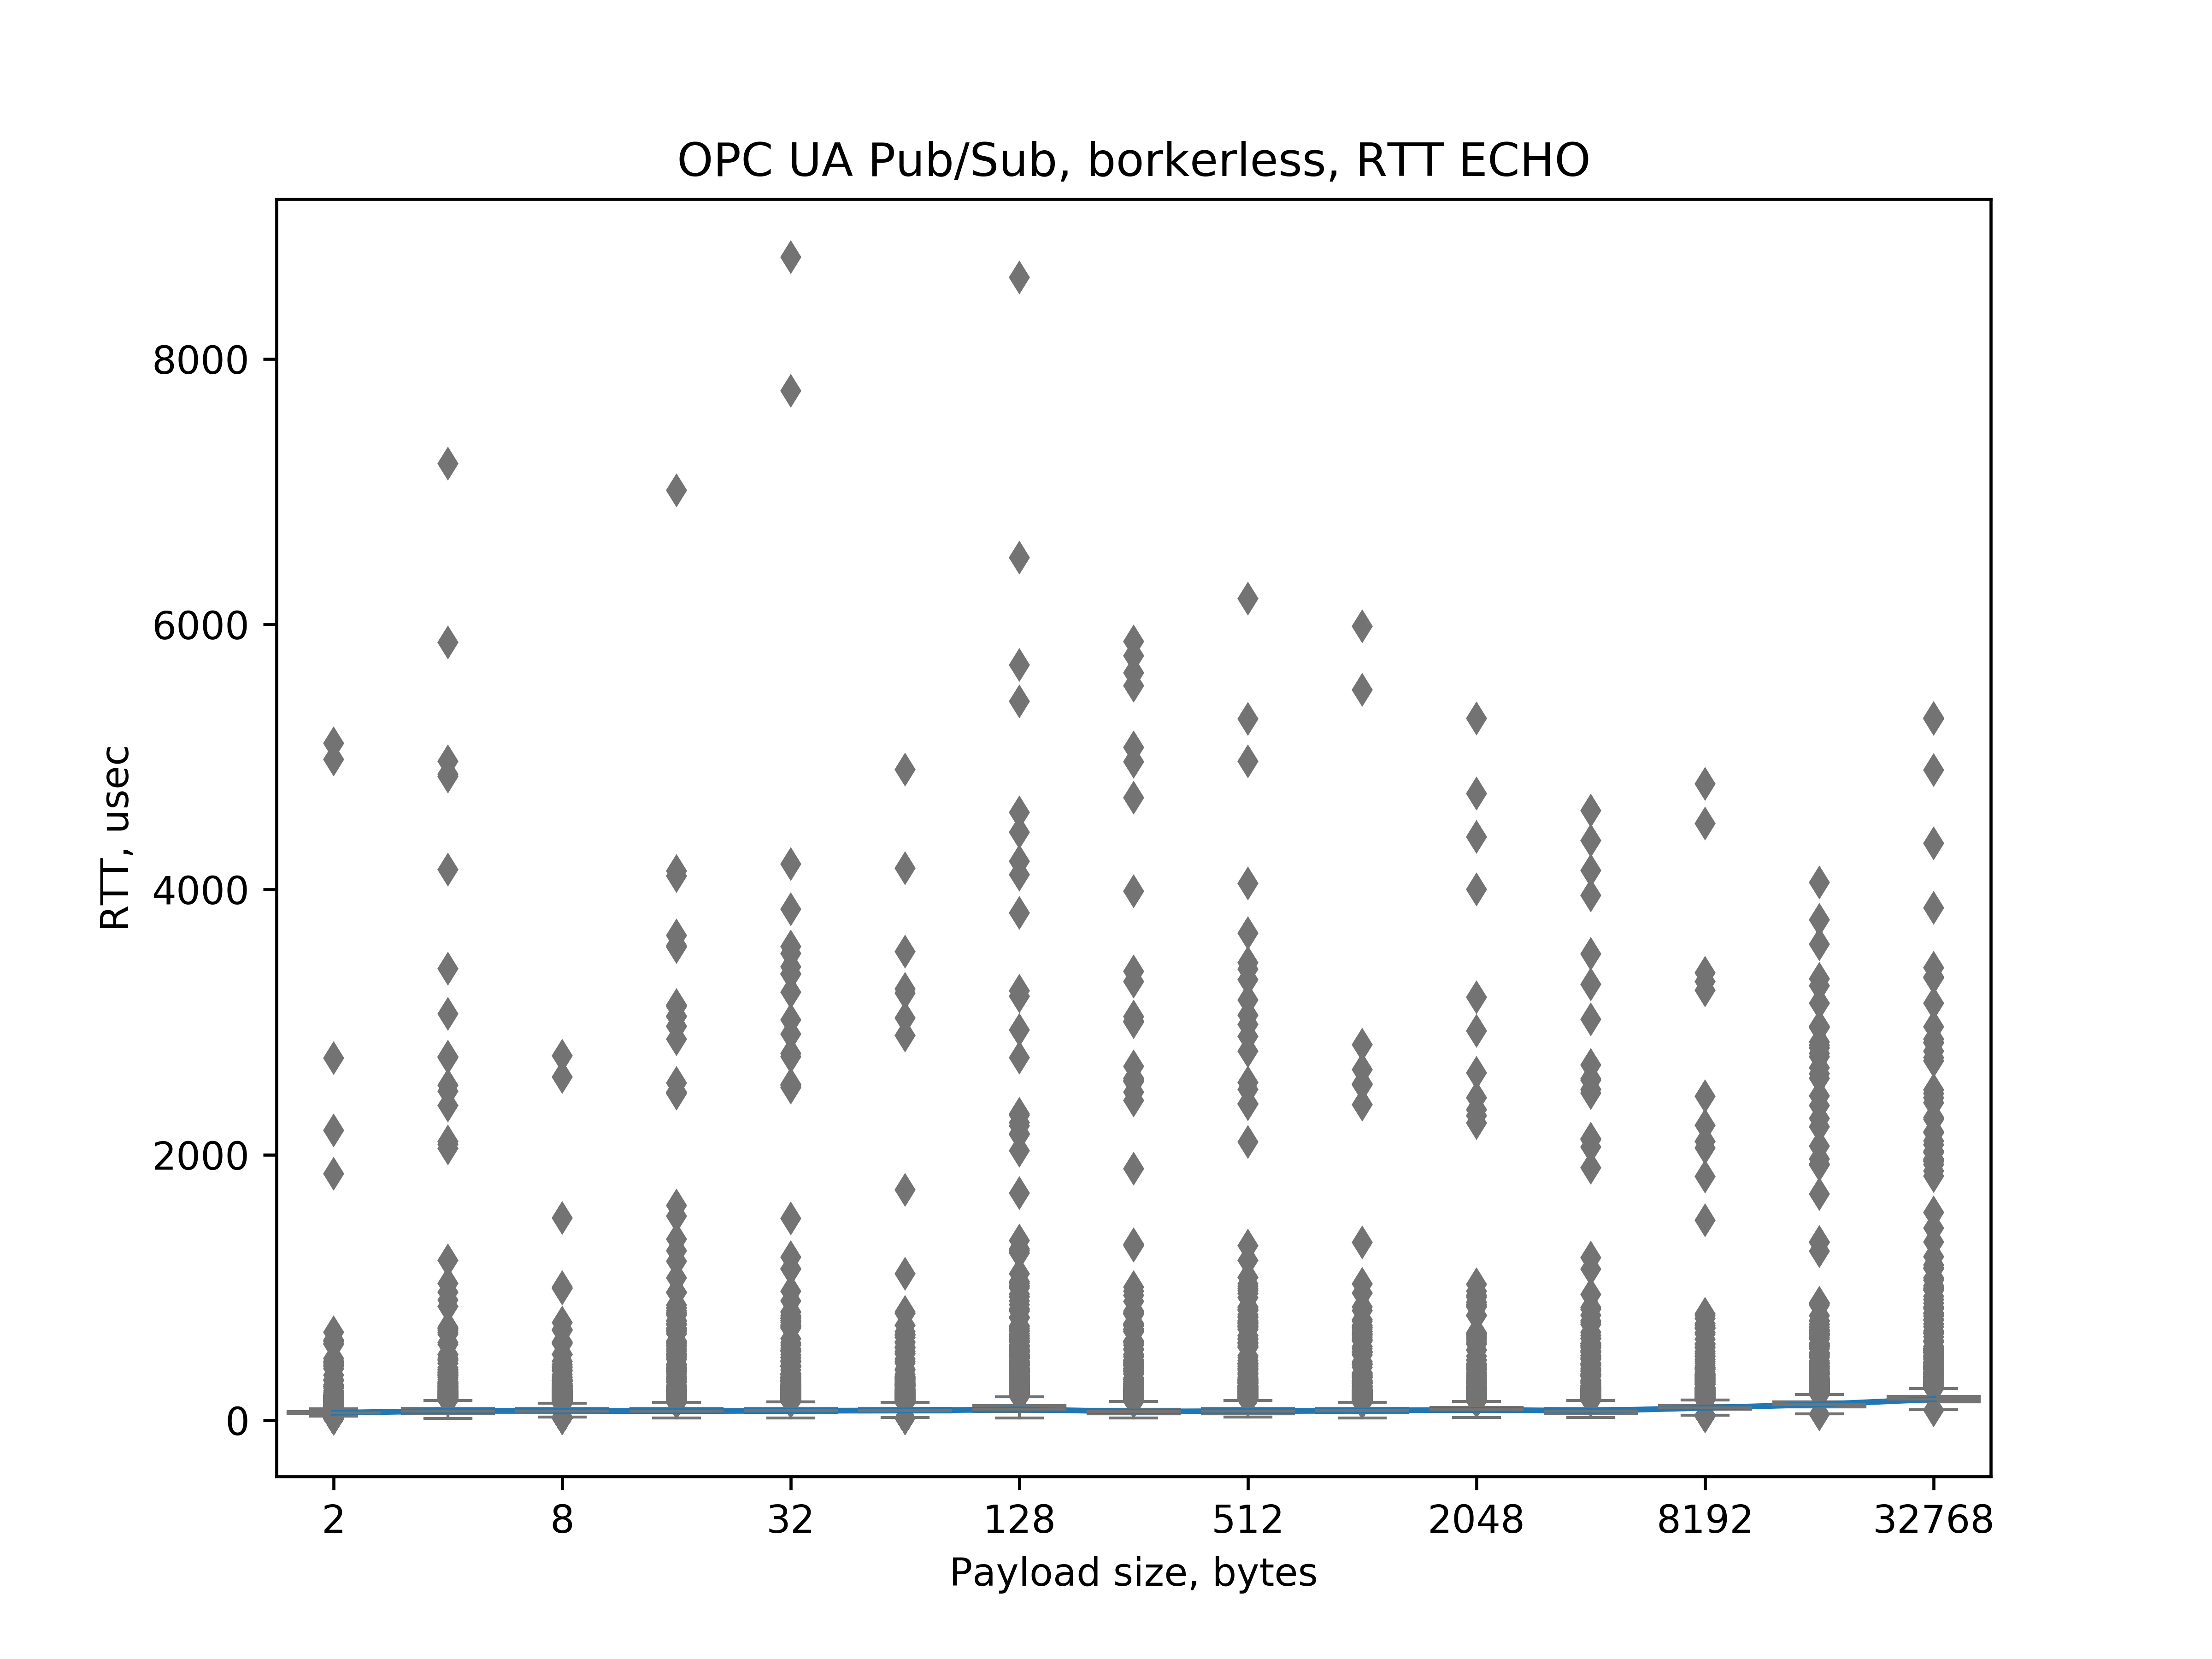 OPC UA Pub/Sub, borkerless, RTT ECHO
8000
6000
4000
2000
0
RTT, usec
2 8 32 128 512 2048 8192 32768
Payload size, bytes